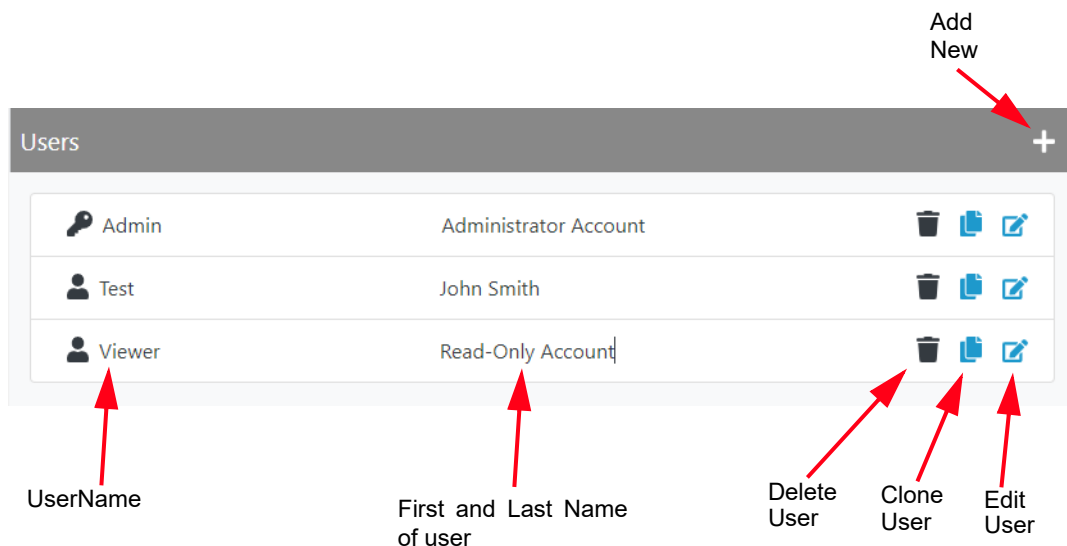 Add
New
Users
Admin Administrator Account
Test John Smith
Viewer Read-Only Account
UserName
First and Last Name
of user
Delete
User
Clone
User
Edit
User